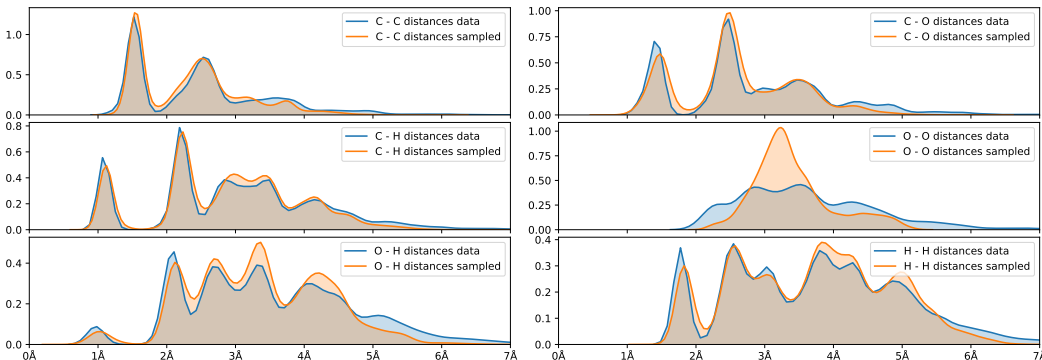 C - C distances data
C - C distances sampled
1.0
0.5
0.0
C - O distances data
C - O distances sampled
1.00
0.75
0.50
0.25
0.00
C - H distances data
C - H distances sampled
0.8
0.6
0.4
0.2
0.0
O - O distances data
O - O distances sampled
1.00
0.75
0.50
0.25
0.00
O - H distances data
O - H distances sampled
0.4
0.2
0.0
0Å 1Å 2Å 3Å 4Å 5Å 6Å 7Å
H - H distances data
H - H distances sampled
0.4
0.3
0.2
0.1
0.0
0Å 1Å 2Å 3Å 4Å 5Å 6Å 7Å